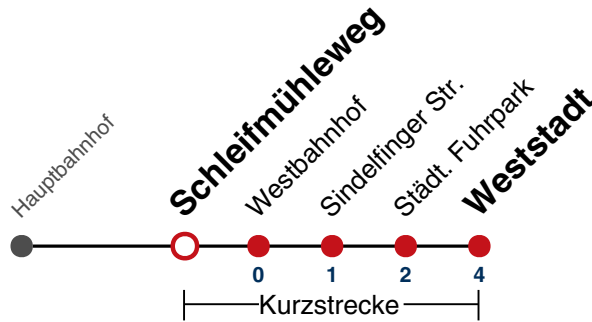 Hauptbahnhof
Schleifmühleweg
Westbahnhof
Sindelfinger Str.
Städt. Fuhrpark
Weststadt
0 1 2 4
Kurzstrecke